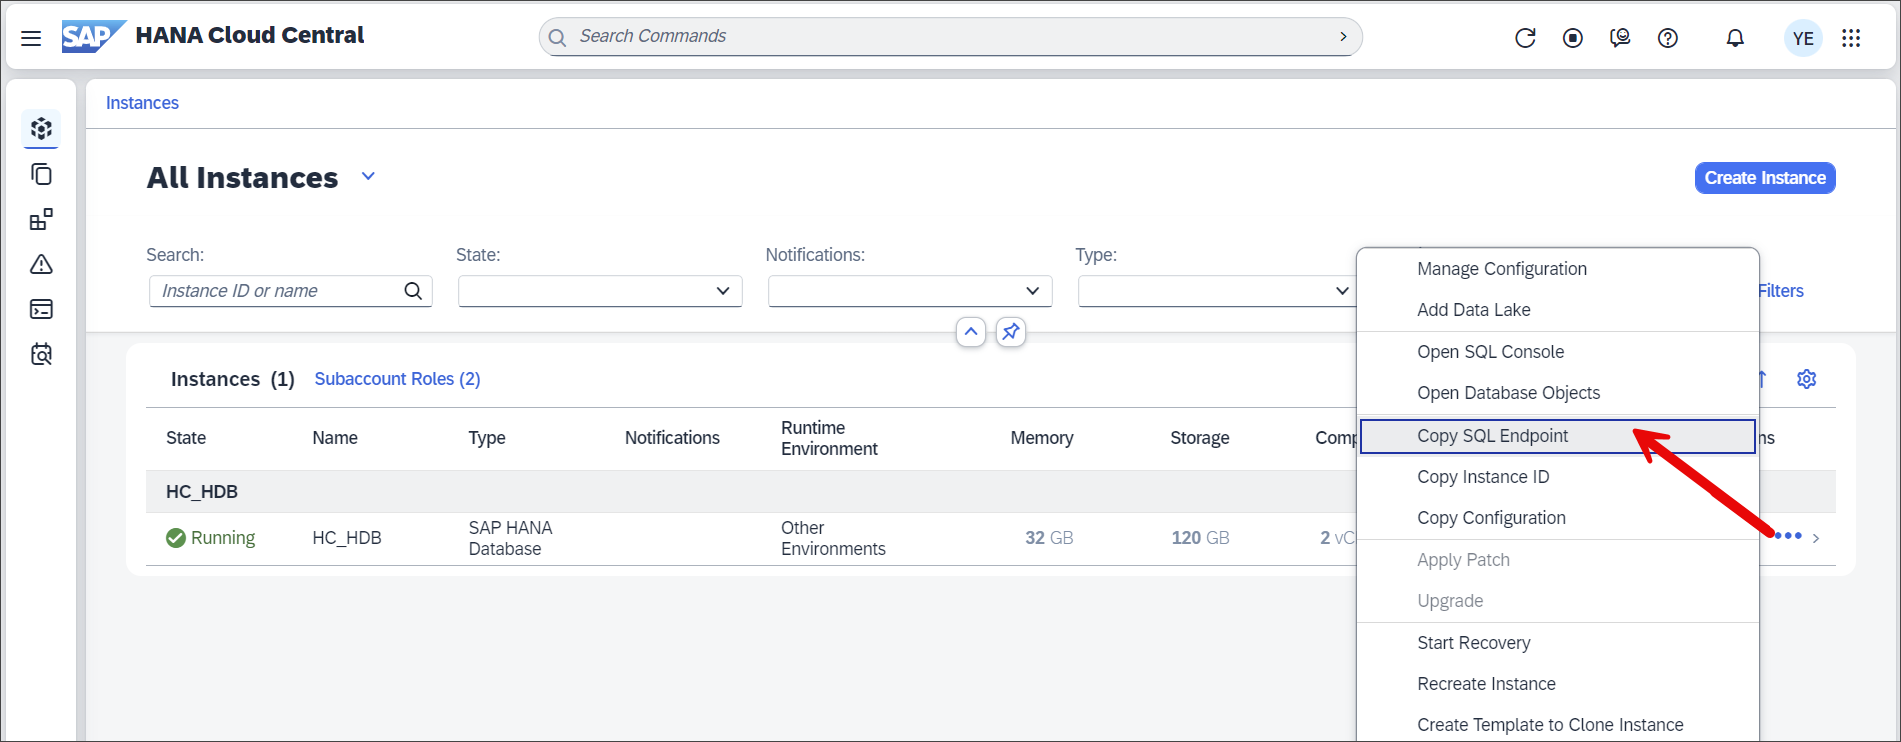 SAP HANA Cloud Central
Search Commands
YE
Instances
All Instances
Create Instance
Search:
State:
Notifications:
Type:
Instance ID or name
Filters
Instances (1)
Subaccount Roles (2)
State
Name
Type
Notifications
Runtime
Environment
Memory
Storage
Comp
ns
HC_HDB
Running
HC_HDB
SAP HANA
Database
Other
Environments
32 GB
120 GB
2 vC
Manage Configuration
Add Data Lake
Open SQL Console
Open Database Objects
Copy SQL Endpoint
Copy Instance ID
Copy Configuration
Apply Patch
Upgrade
Start Recovery
Recreate Instance
Create Template to Clone Instance